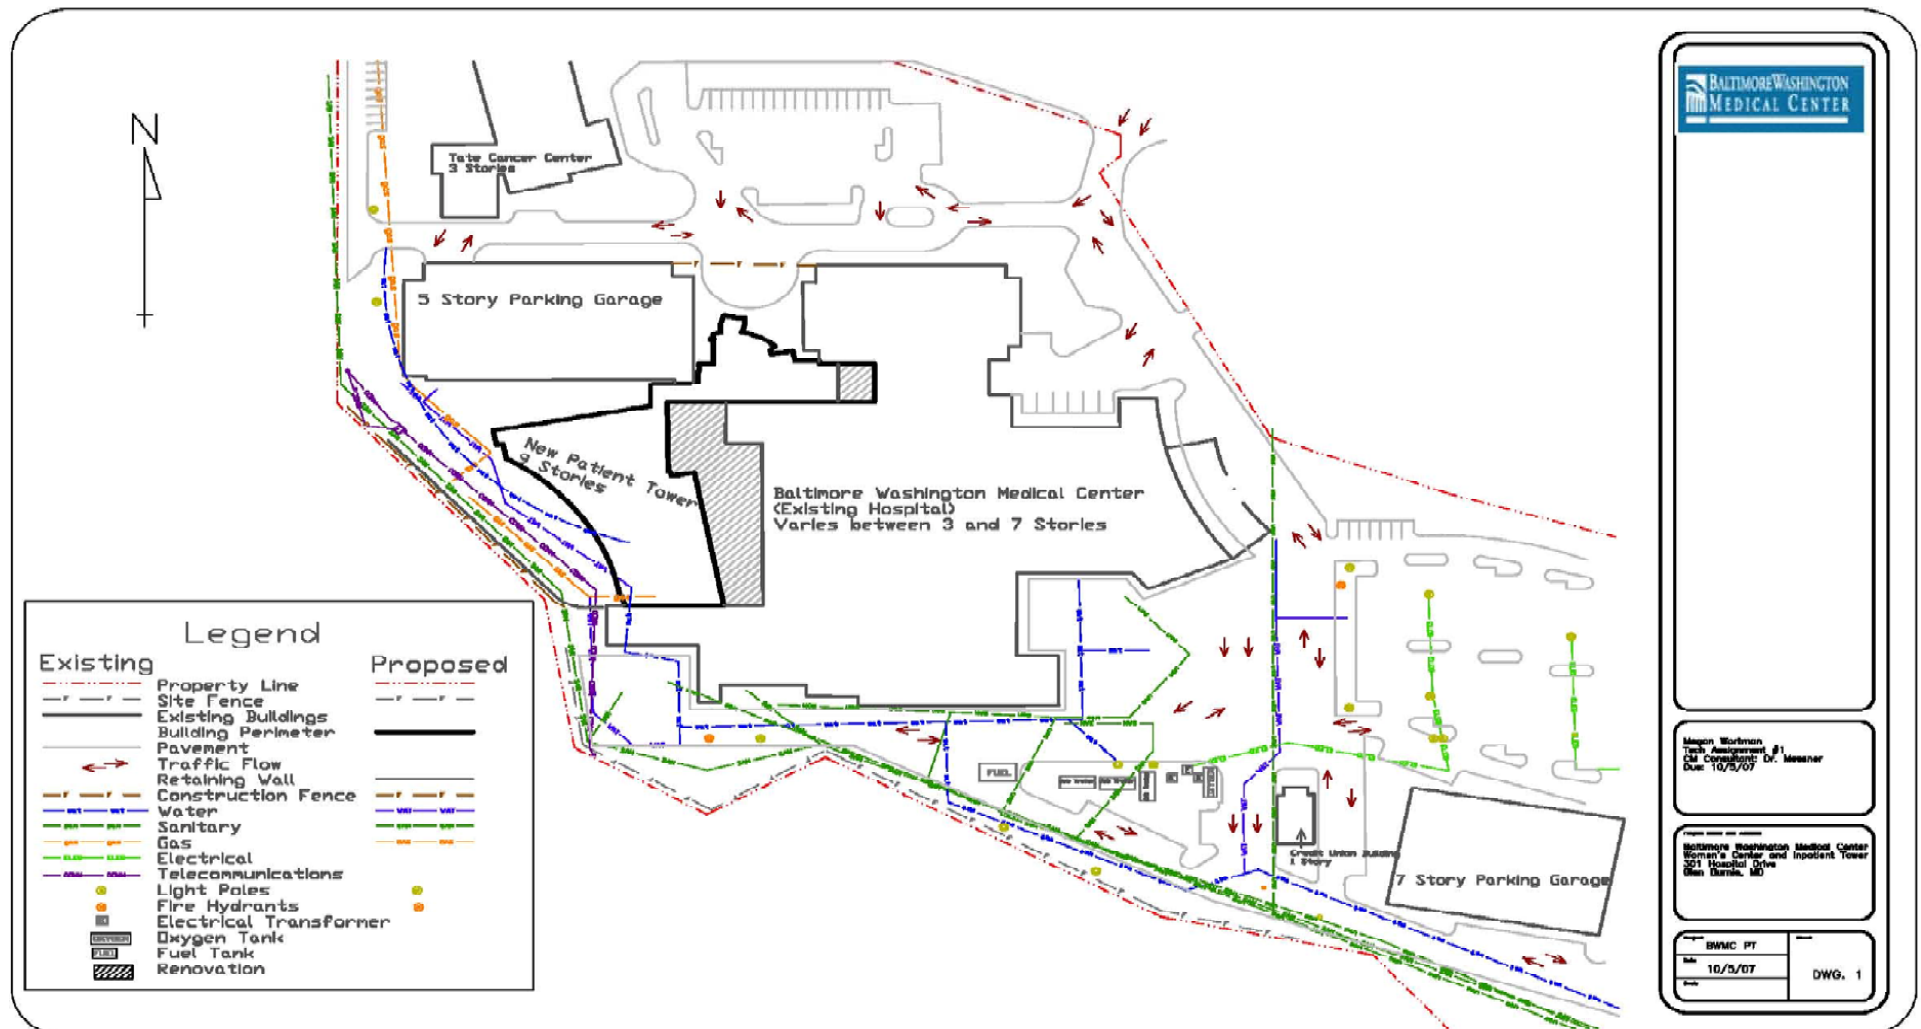 N
Tate Cancer Center
3 Stories
5 Story Parking Garage
New Patient Tower
9 Stories
Baltimore Washington Medical Center
(Existing Hospital)
Varies between 3 and 7 Stories
FUEL
Credit Union Building
1 Story
7 Story Parking Garage
Legend
Existing
Proposed
Property Line
Site Fence
Existing Buildings
Building Perimeter
Pavement
Traffic Flow
Retaining Wall
Construction Fence
Water
Sanitary
Gas
Electrical
Telecommunications
Light Poles
Fire Hydrants
Electrical Transformer
Oxygen Tank
Fuel Tank
Renovation
BALTIMORE WASHINGTON
MEDICAL CENTER
Megan Wortman
Tech Assignment #1
CM Consultant: Dr. Messner
Due: 10/5/07
Baltimore Washington Medical Center
Women's Center and Inpatient Tower
301 Hospital Drive
Glen Burnie, MD
BWMC PT
10/5/07
DWG. 1